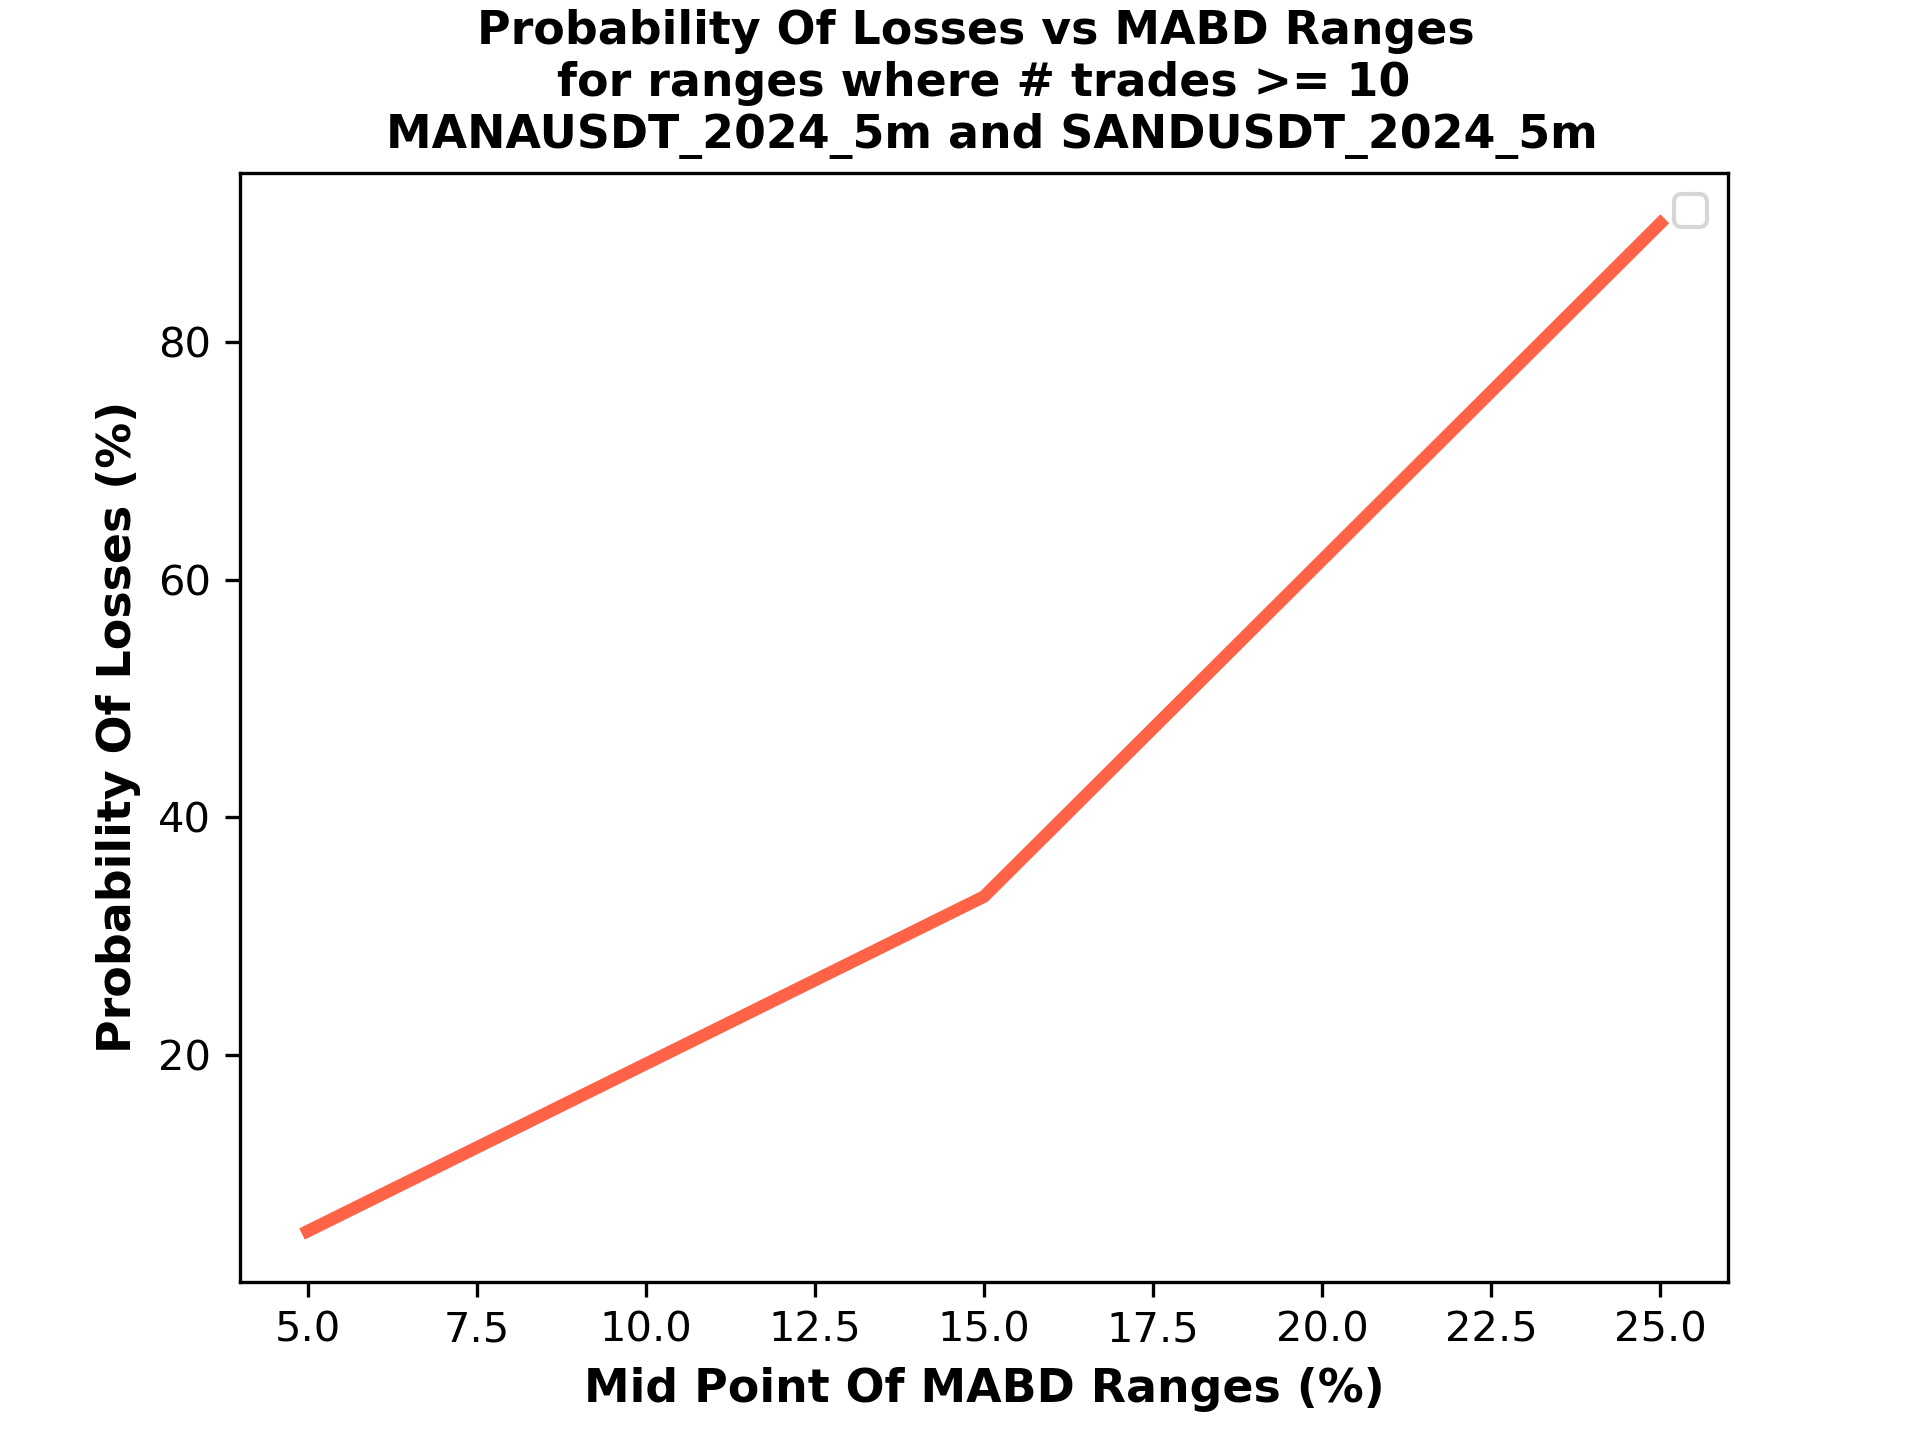 Probability Of Losses vs MABD Ranges
for ranges where # trades >= 10
MANAUSDT_2024_5m and SANDUSDT_2024_5m
Probability Of Losses (%)
80
60
40
20
5.0 7.5 10.0 12.5 15.0 17.5 20.0 22.5 25.0
Mid Point Of MABD Ranges (%)